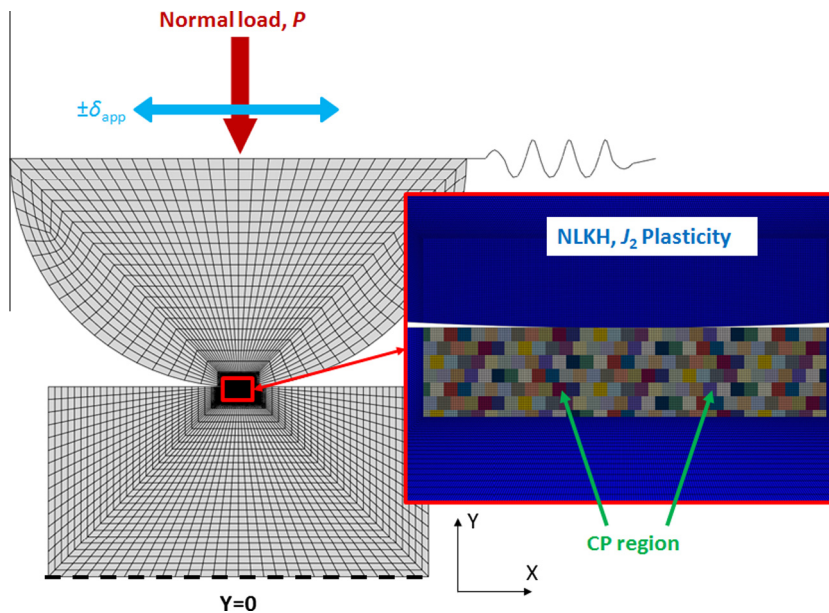 Normal load, P
±δapp
NLKH, J2 Plasticity
CP region
Y
X
Y=0